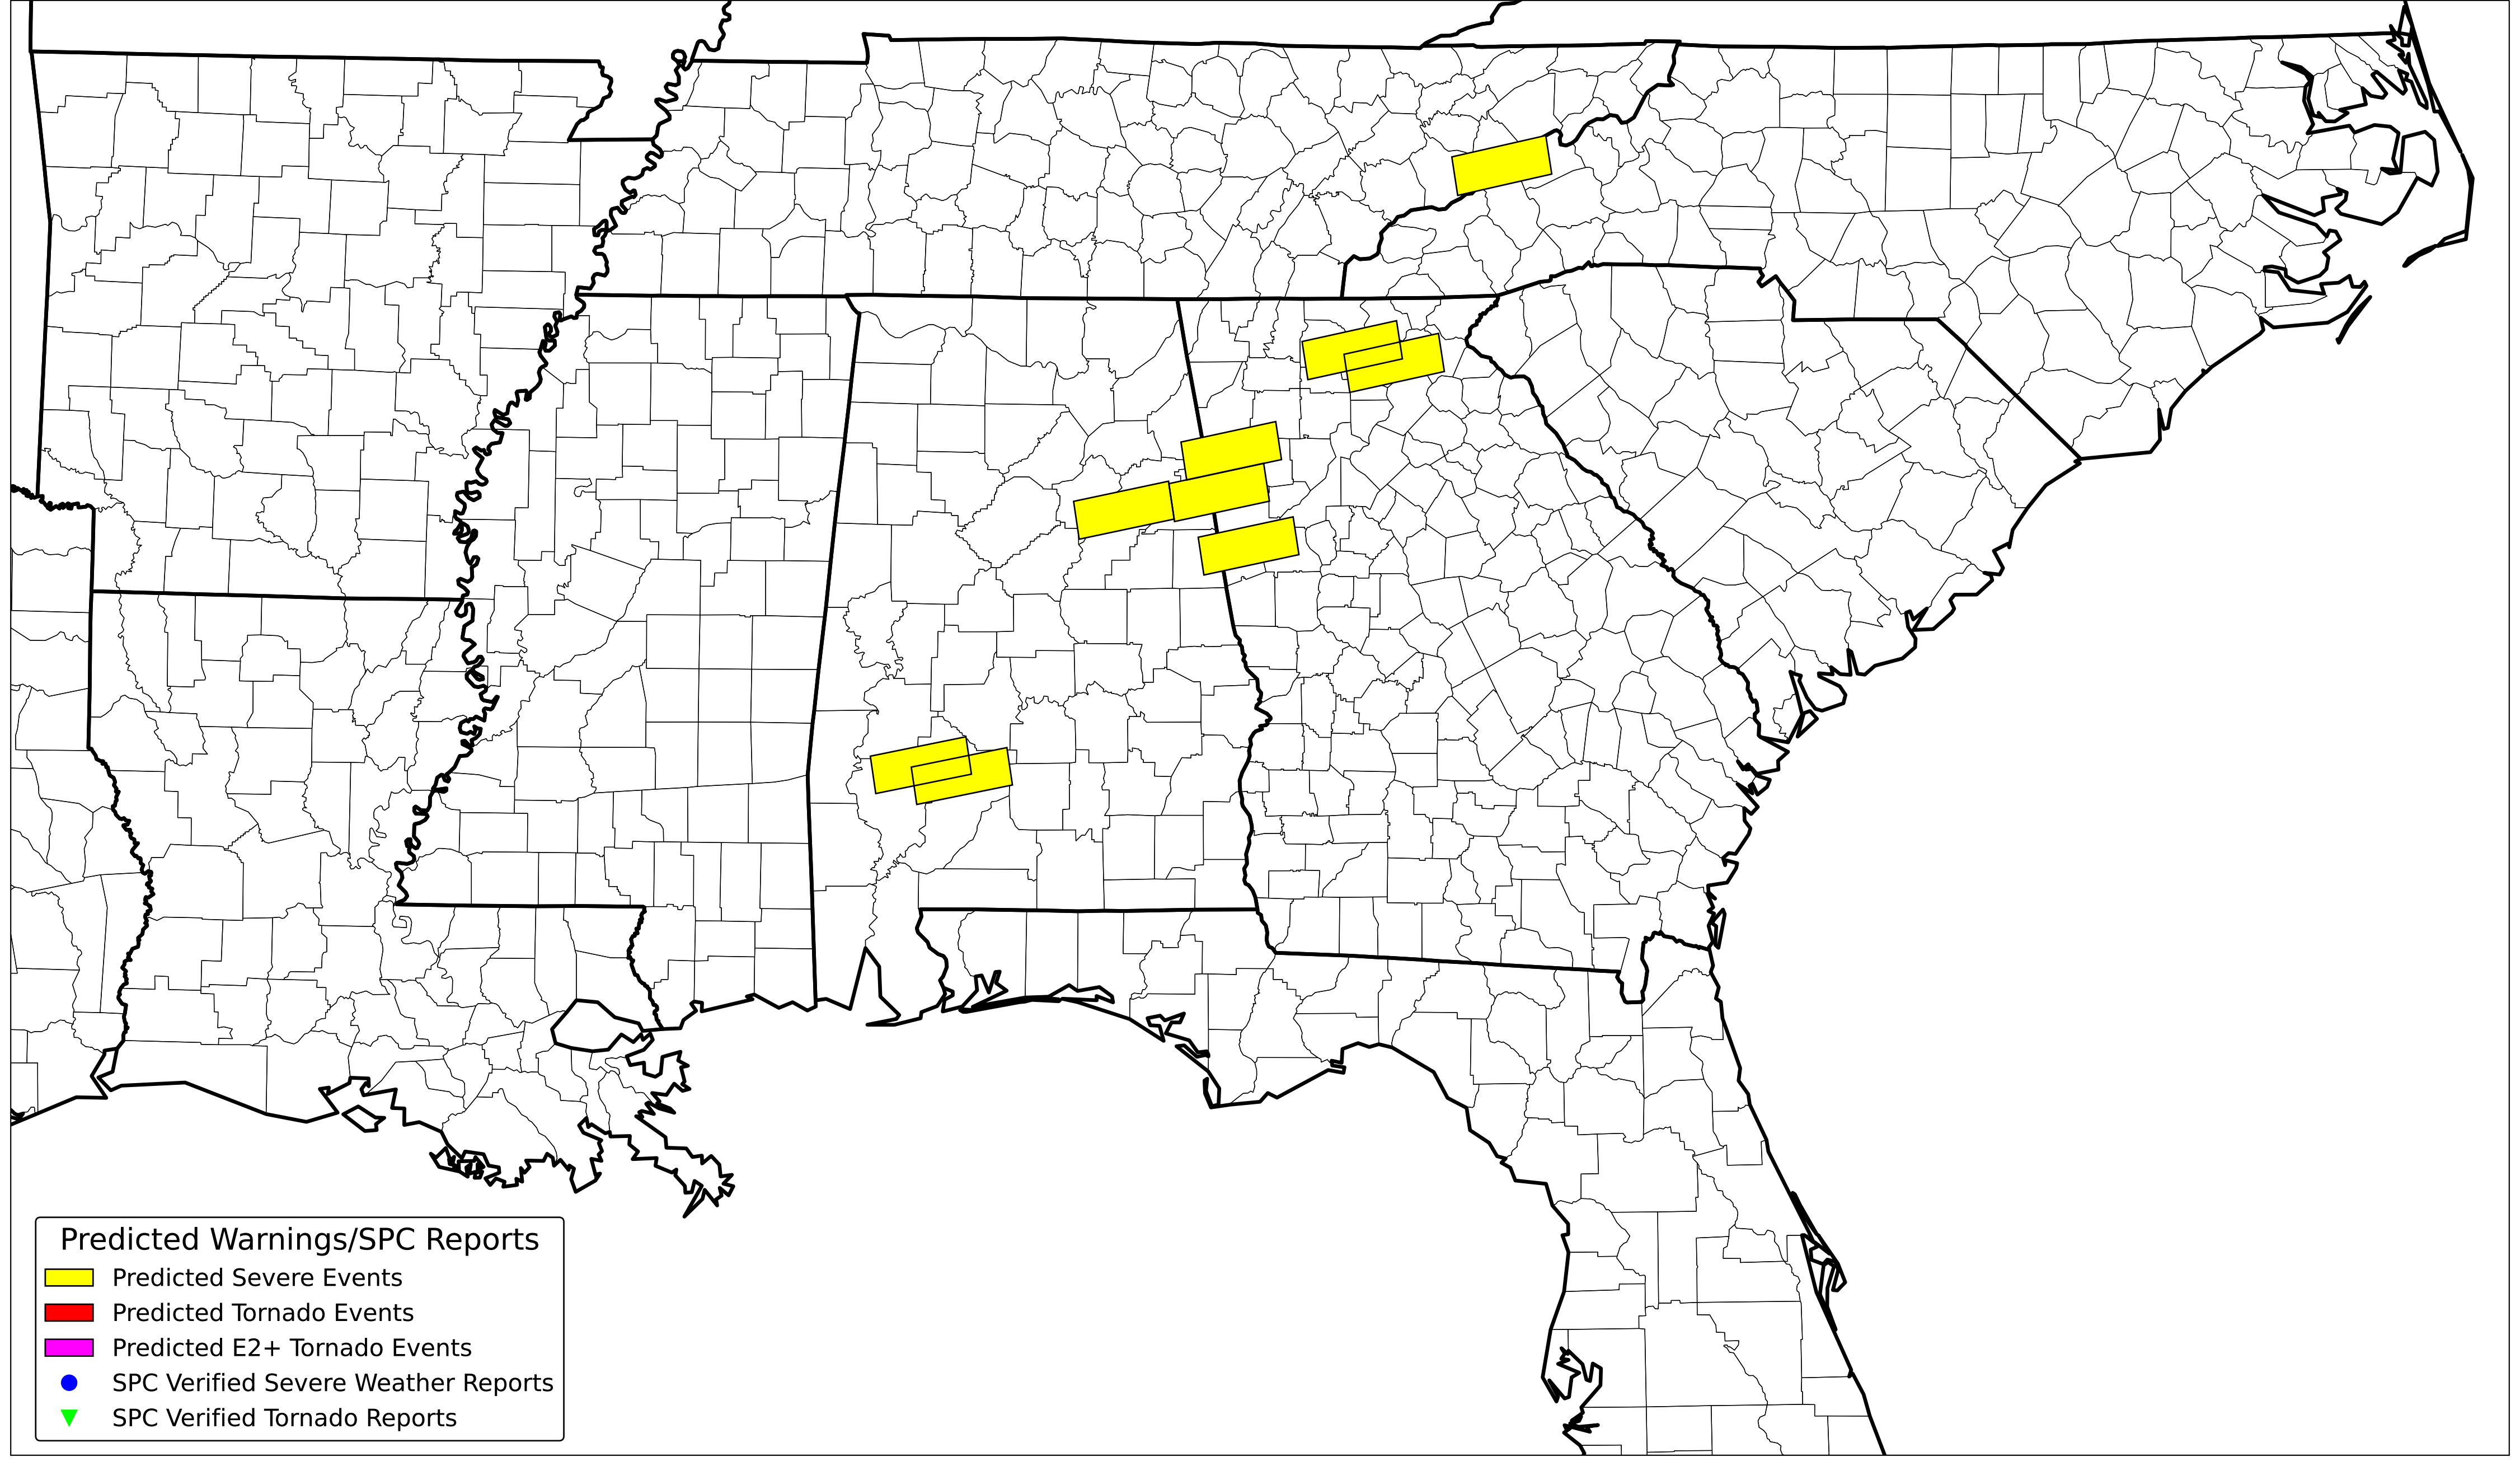 Predicted Warnings/SPC Reports
Predicted Severe Events
Predicted Tornado Events
Predicted E2+ Tornado Events
SPC Verified Severe Weather Reports
SPC Verified Tornado Reports